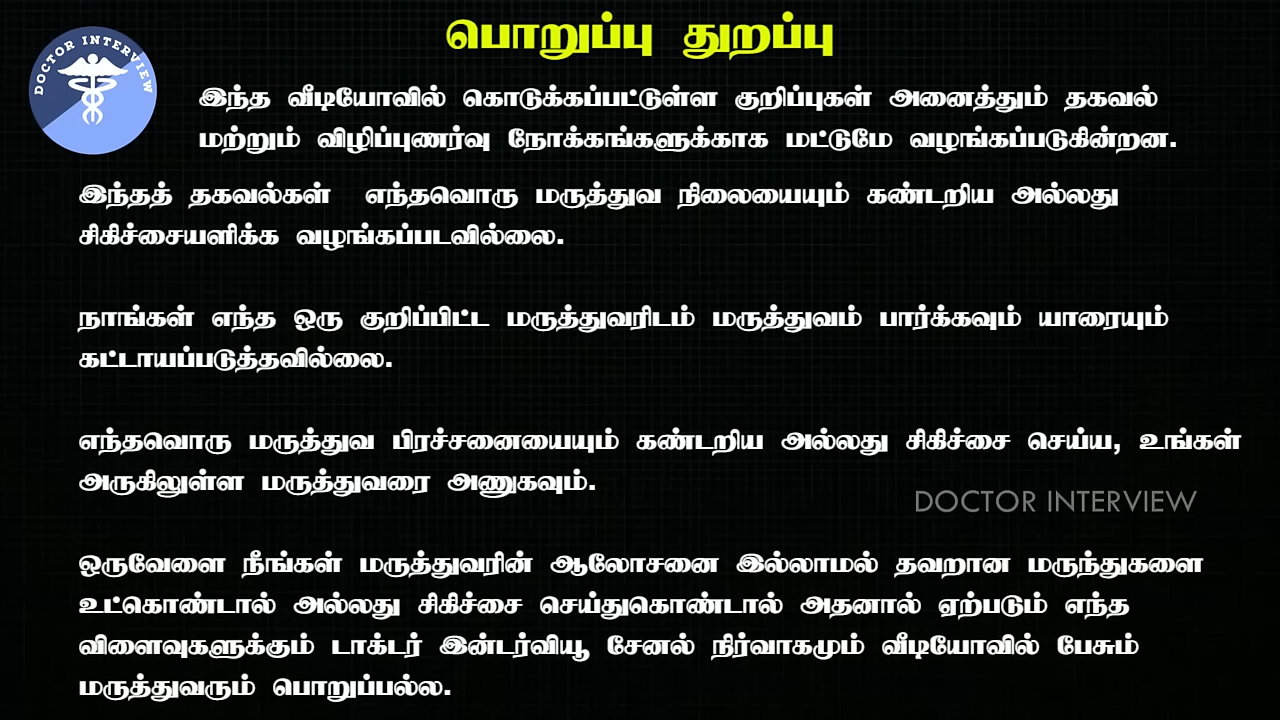 பொறுப்பு துறப்பு
DOCTOR INTERVIEW
இந்த வீடியோவில் கொடுக்கப்பட்டுள்ள குறிப்புகள் அனைத்தும் தகவல்
மற்றும் விழிப்புணர்வு நோக்கங்களுக்காக மட்டுமே வழங்கப்படுகின்றன.
இந்தத் தகவல்கள் எந்தவொரு மருத்துவ நிலையையும் கண்டறிய அல்லது
சிகிச்சையளிக்க வழங்கப்படவில்லை.
நாங்கள் எந்த ஒரு குறிப்பிட்ட மருத்துவரிடம் மருத்துவம் பார்க்கவும் யாரையும்
கட்டாயப்படுத்தவில்லை.
எந்தவொரு மருத்துவ பிரச்சனையையும் கண்டறிய அல்லது சிகிச்சை செய்ய, உங்கள்
அருகிலுள்ள மருத்துவரை அணுகவும்.
DOCTOR INTERVIEW
ஒருவேளை நீங்கள் மருத்துவரின் ஆலோசனை இல்லாமல் தவறான மருந்துகளை
உட்கொண்டால் அல்லது சிகிச்சை செய்துகொண்டால் அதனால் ஏற்படும் எந்த
விளைவுகளுக்கும் டாக்டர் இன்டர்வியூ சேனல் நிர்வாகமும் வீடியோவில் பேசும்
மருத்துவரும் பொறுப்பல்ல.